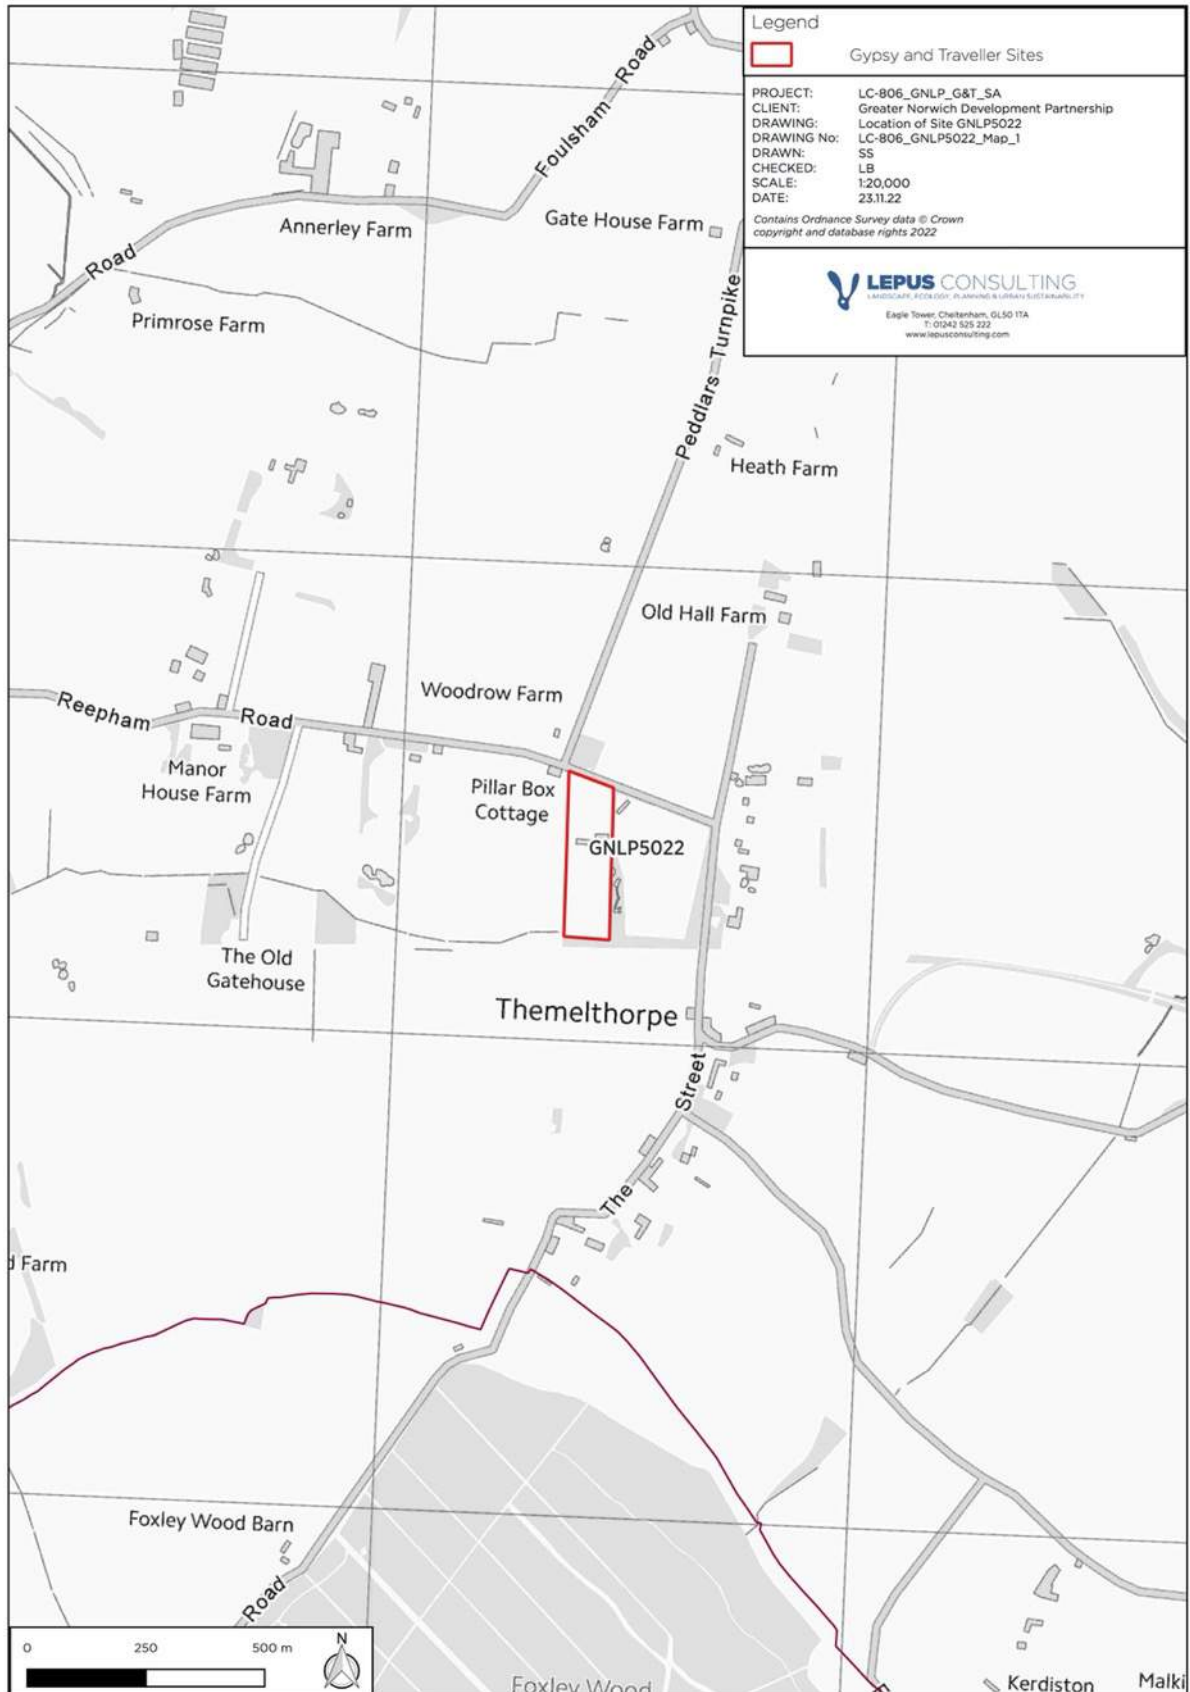 Legend
Gypsy and Traveller Sites
PROJECT: LC-806_GNLP_G&T_SA
CLIENT: Greater Norwich Development Partnership
DRAWING: Location of Site GNLP5022
DRAWING No: LC-806_GNLP5022_Map_1
DRAWN: SS
CHECKED: LB
SCALE: 1:20,000
DATE: 23.11.22
Contains Ordnance Survey data © Crown
copyright and database rights 2022
LEPUS CONSULTING
LANDSCAPE, ECOLOGY, PLANNING & URBAN SUSTAINABILITY
Eagle Tower, Cheltenham, GL50 1TA
T: 01242 525 222
www.lepusconsulting.com
Foulsham Road
Annerley Farm
Gate House Farm
Road
Primrose Farm
Peddlars Turnpike
Heath Farm
Old Hall Farm
Woodrow Farm
Reepham Road
Manor
House Farm
Pillar Box
Cottage
GNLP5022
The Old
Gatehouse
Themelthorpe
The Street
d Farm
Foxley Wood Barn
Road
Foxley Wood
Kerdiston
Malki
0 250 500 m
N